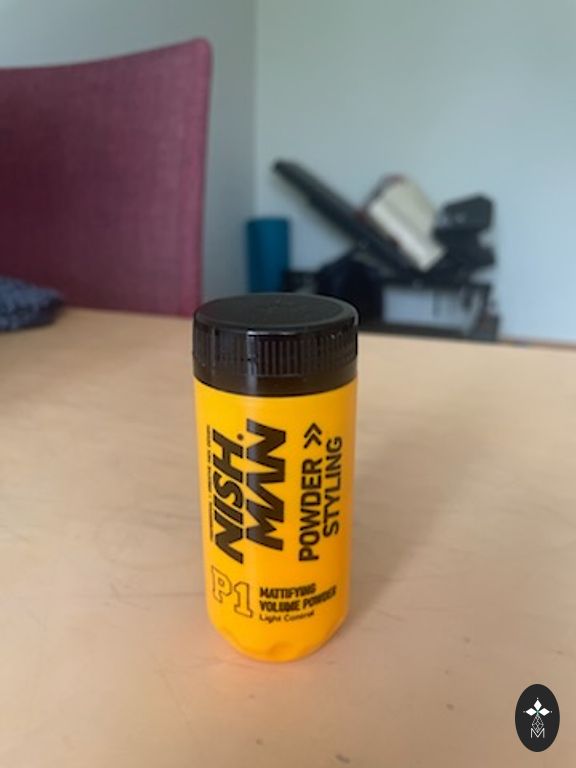 NISH.
MAN
POWDER >>
STYLING
P1
MATTIFYING
VOLUME POWDER
Light Control
M